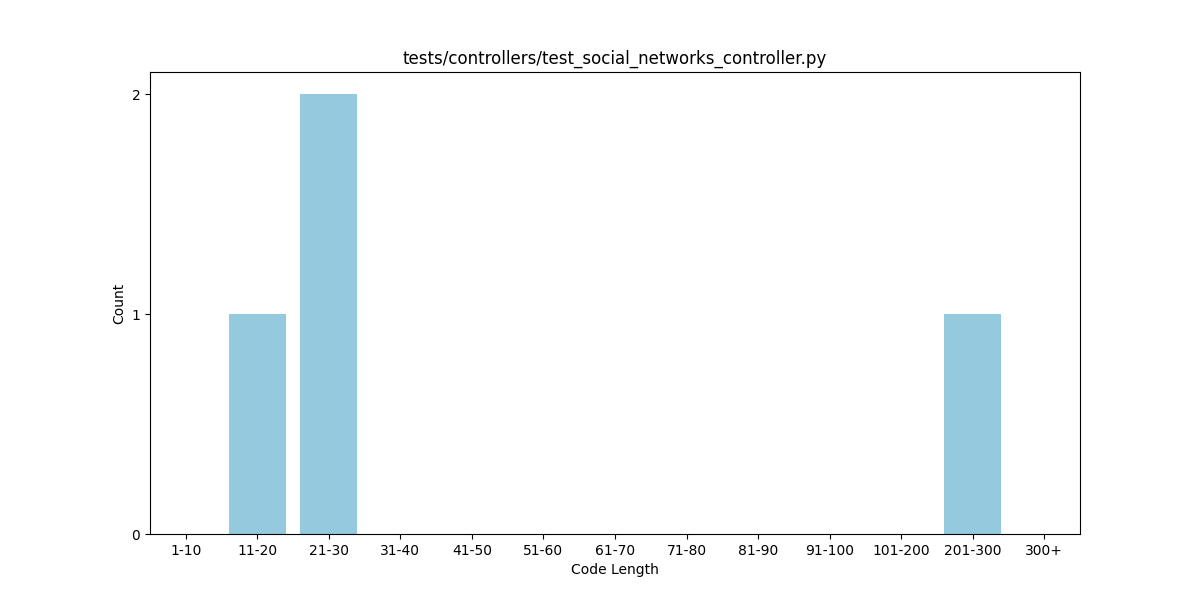 tests/controllers/test_social_networks_controller.py
2
1
0
Count
1-10 11-20 21-30 31-40 41-50 51-60 61-70 71-80 81-90 91-100 101-200 201-300 300+
Code Length